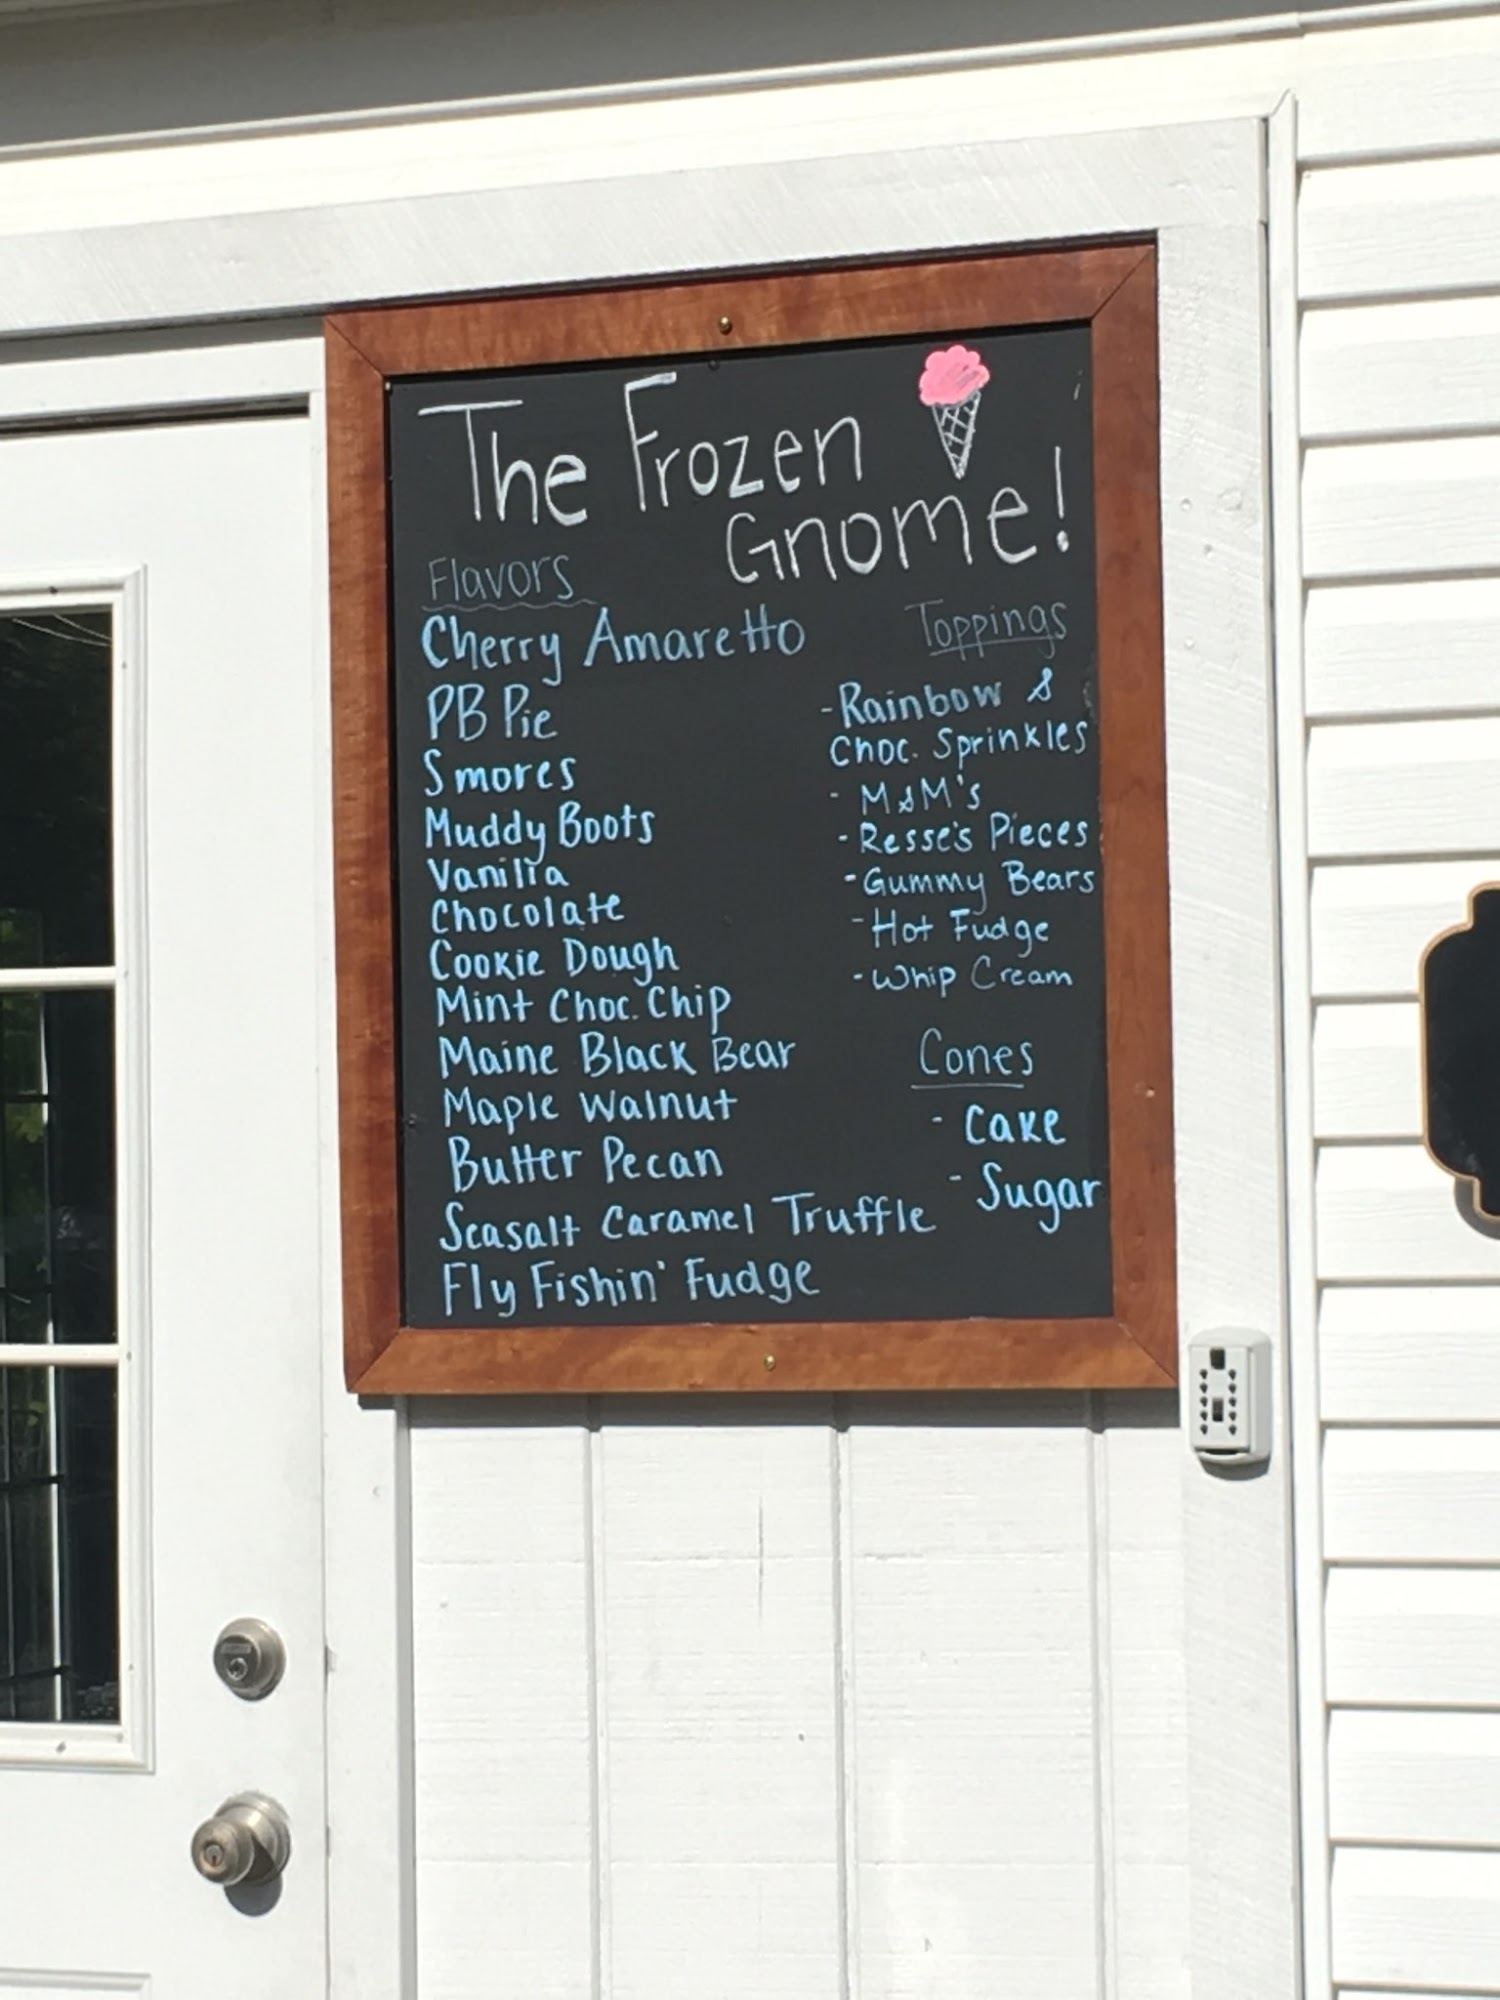 The Frozen
Gnome!
Flavors
Cherry Amaretto
PB Pie
Smores
Muddy Boots
Vanilla
Chocolate
Cookie Dough
Mint Choc. Chip
Maine Black Bear
Maple Walnut
Butter Pecan
Seasalt Caramel Truffle
Fly Fishin' Fudge
Toppings
- Rainbow &
Choc. Sprinkles
- M&M's
- Resse's Pieces
- Gummy Bears
- Hot Fudge
- Whip Cream
Cones
- Cake
- Sugar